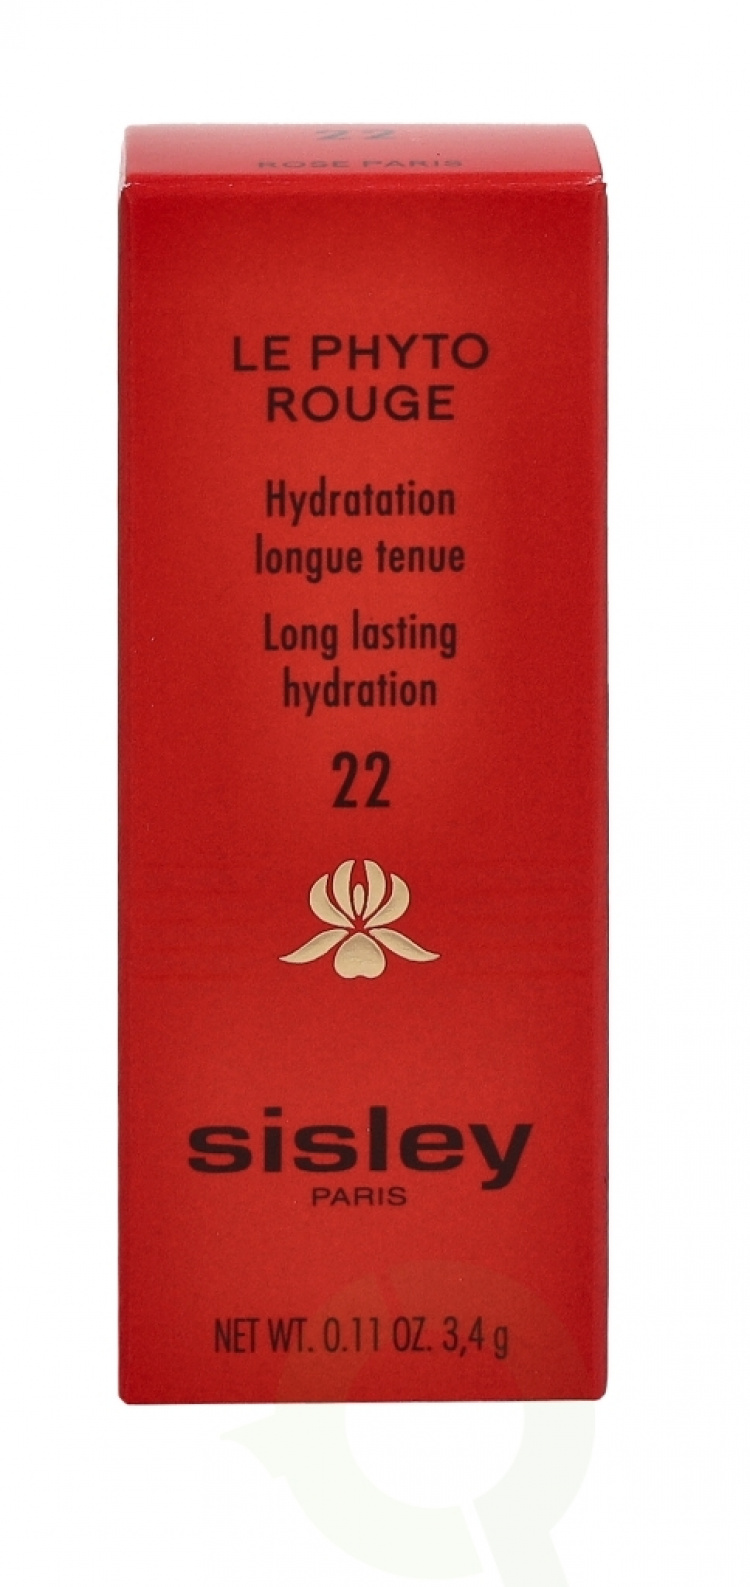 22
ROSE PARIS
LE PHYTO
ROUGE
Hydratation
longue tenue
Long lasting
hydration
22
sisley
PARIS
NET WT. 0.11 OZ. 3,4 g